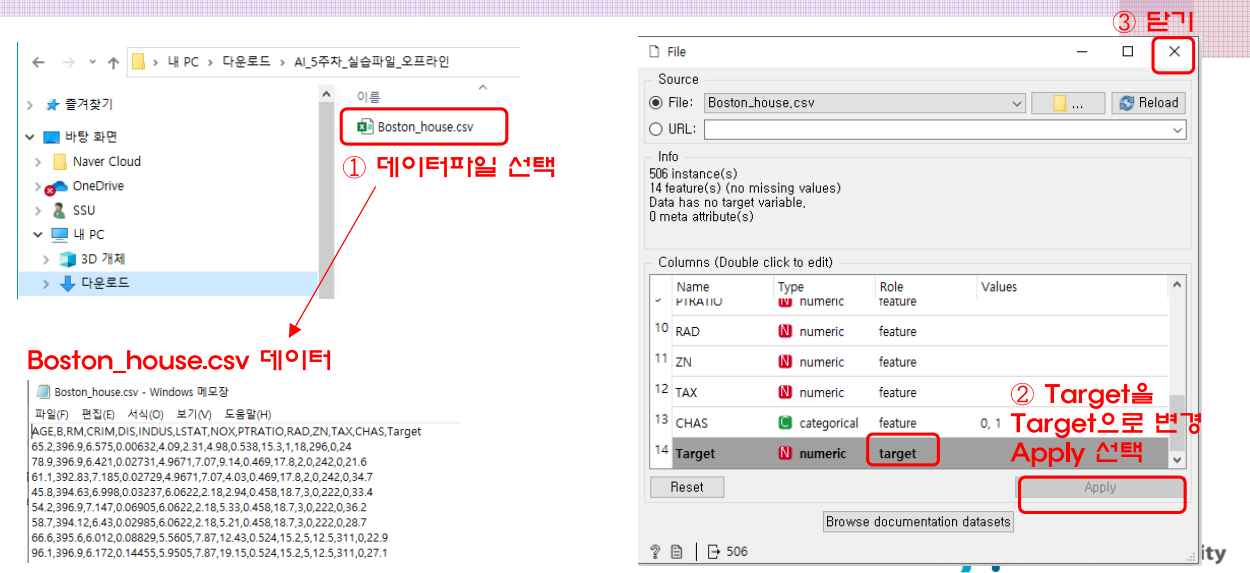 ③ 닫기
내 PC > 다운로드 > AI_5주차_실습파일_오프라인
즐겨찾기
바탕 화면
Naver Cloud
OneDrive
SSU
내 PC
3D 개체
다운로드
이름
Boston_house.csv
① 데이터파일 선택
Boston_house.csv 데이터
Boston_house.csv - Windows 메모장
파일(F) 편집(E) 서식(O) 보기(V) 도움말(H)
AGE,B,RM,CRIM,DIS,INDUS,LSTAT,NOX,PTRATIO,RAD,ZN,TAX,CHAS,Target
65.2,396.9,6.575,0.00632,4.09,2.31,4.98,0.538,15.3,1,18,296,0,24
78.9,396.9,6.421,0.02731,4.9671,7.07,9.14,0.469,17.8,2,0,242,0,21.6
61.1,392.83,7.185,0.02729,4.9671,7.07,4.03,0.469,17.8,2,0,242,0,34.7
45.8,394.63,6.998,0.03237,6.0622,2.18,2.94,0.458,18.7,3,0,222,0,33.4
54.2,396.9,7.147,0.06905,6.0622,2.18,5.33,0.458,18.7,3,0,222,0,36.2
58.7,394.12,6.43,0.02985,6.0622,2.18,5.21,0.458,18.7,3,0,222,0,28.7
66.6,395.6,6.012,0.08829,5.5605,7.87,12.43,0.524,15.2,5,12.5,311,0,22.9
96.1,396.9,6.172,0.14455,5.9505,7.87,19.15,0.524,15.2,5,12.5,311,0,27.1
File
Source
File: Boston_house.csv ... Reload
URL:
Info
506 instance(s)
14 feature(s) (no missing values)
Data has no target variable.
0 meta attribute(s)
Columns (Double click to edit)
Name Type Role Values
PTRATIO N numeric feature
10 RAD N numeric feature
11 ZN N numeric feature
12 TAX N numeric feature
13 CHAS C categorical feature 0, 1
14 Target N numeric target
② Target을
Target으로 변경
Apply 선택
Reset Apply
Browse documentation datasets
506
ity